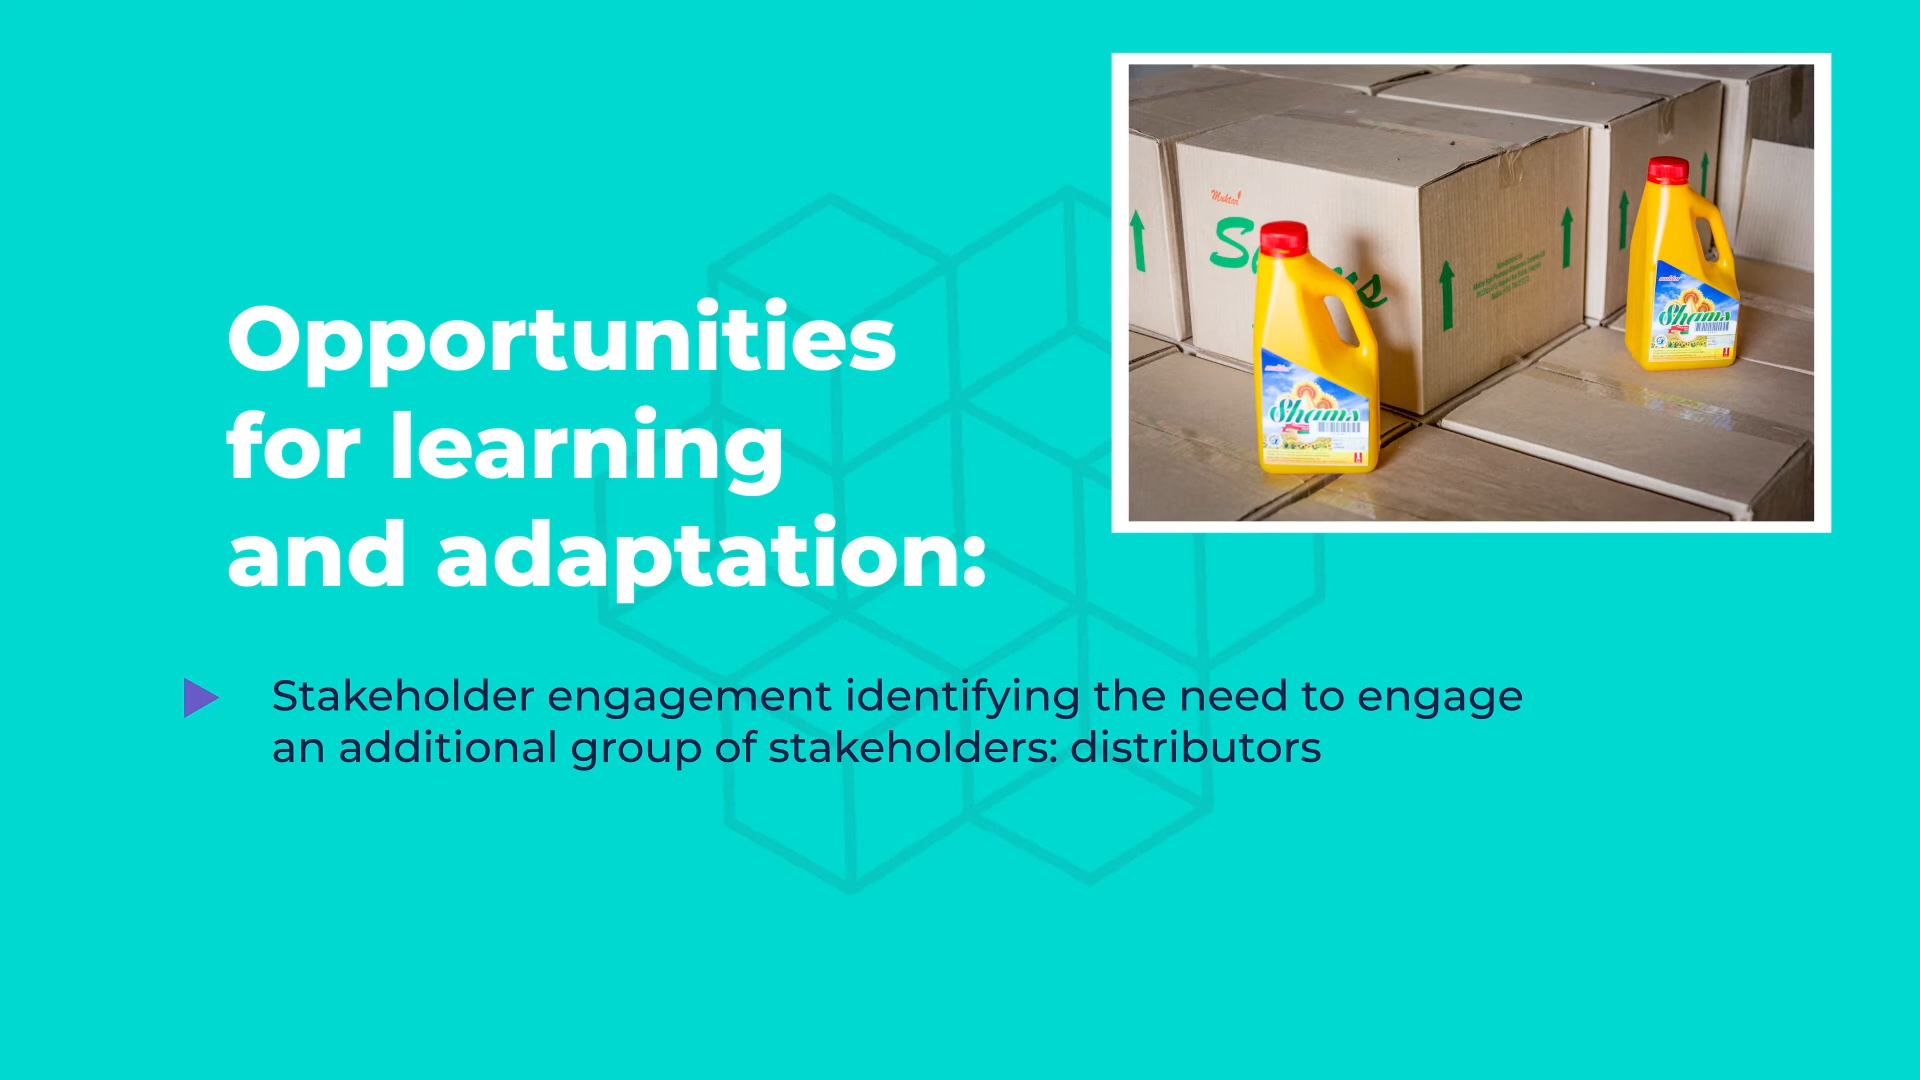 Opportunities
for learning
and adaptation:
Stakeholder engagement identifying the need to engage
an additional group of stakeholders: distributors
Mukter
Shams
Shams